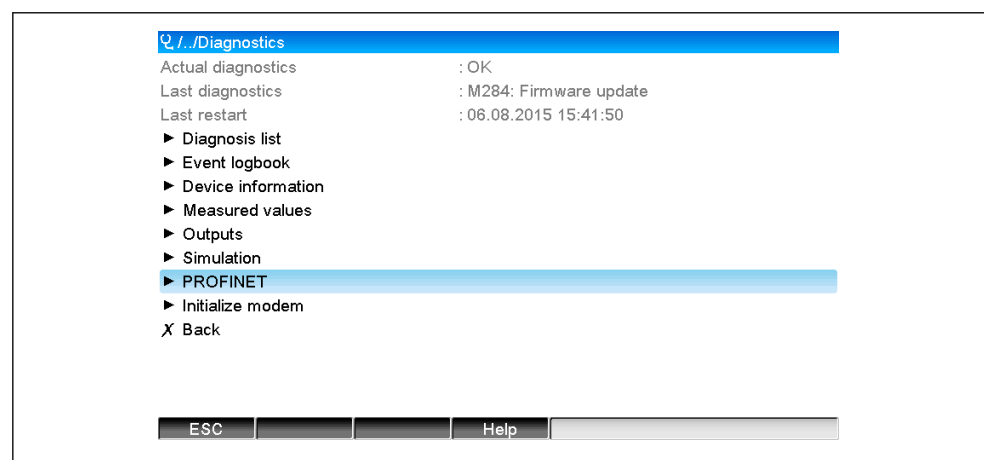 /../Diagnostics
Actual diagnostics : OK
Last diagnostics : M284: Firmware update
Last restart : 06.08.2015 15:41:50
► Diagnosis list
► Event logbook
► Device information
► Measured values
► Outputs
► Simulation
► PROFINET
► Initialize modem
X Back
ESC Help